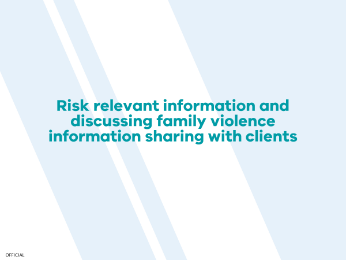 Risk relevant information and
discussing family violence
information sharing with clients
OFFICIAL